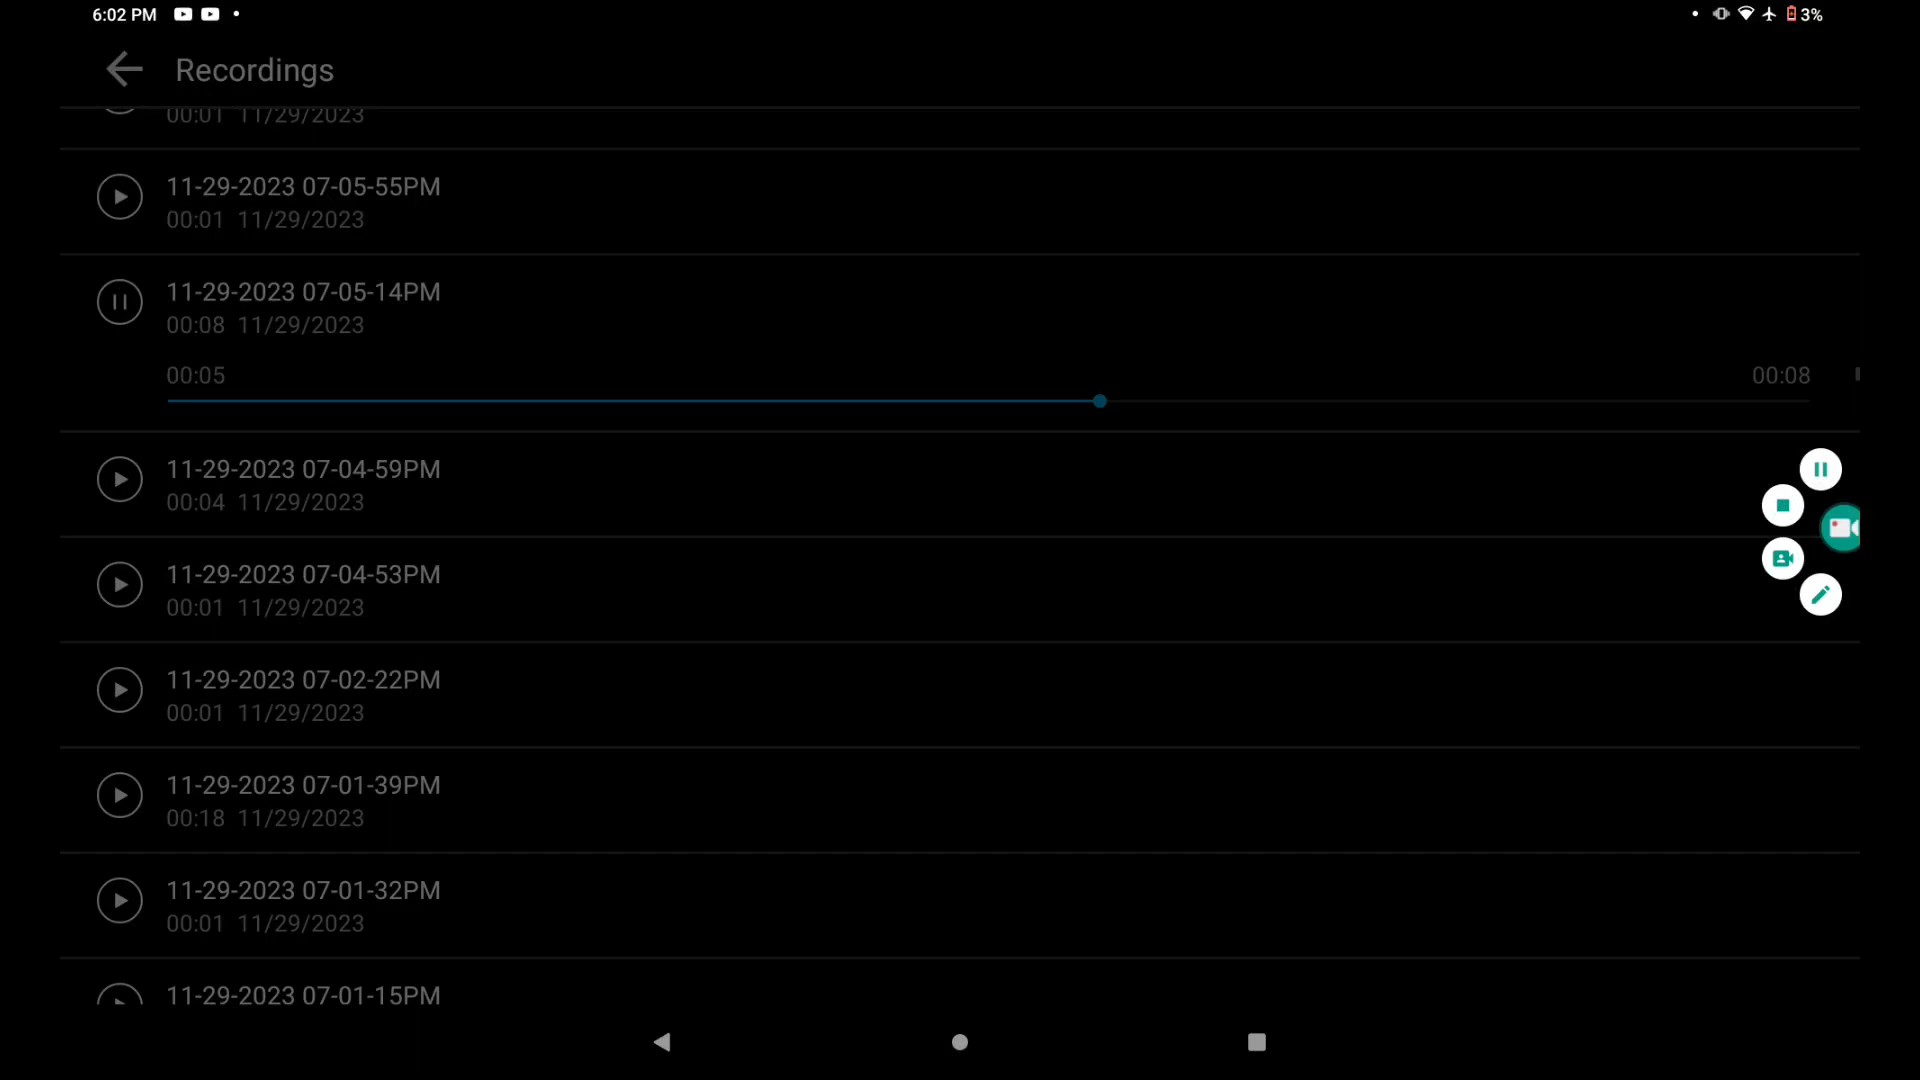 6:02 PM
3%
Recordings
00:01 11/29/2023
11-29-2023 07-05-55PM
00:01 11/29/2023
11-29-2023 07-05-14PM
00:08 11/29/2023
00:05
00:08
11-29-2023 07-04-59PM
00:04 11/29/2023
11-29-2023 07-04-53PM
00:01 11/29/2023
11-29-2023 07-02-22PM
00:01 11/29/2023
11-29-2023 07-01-39PM
00:18 11/29/2023
11-29-2023 07-01-32PM
00:01 11/29/2023
11-29-2023 07-01-15PM